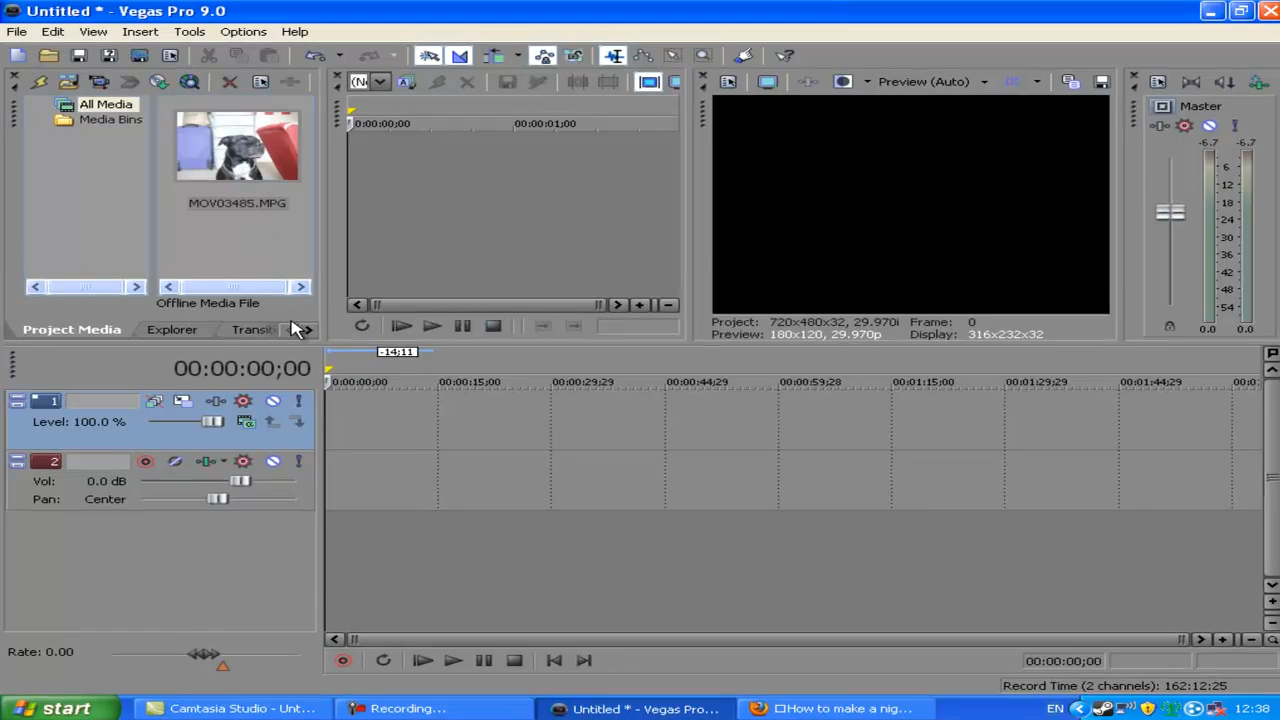 Untitled * - Vegas Pro 9.0
File Edit View Insert Tools Options Help
Preview (Auto)
All Media
Media Bins
MOV03485.MPG
Offline Media File
Project Media Explorer Transiti
0:00:00;00 0:00:01;00
Project: 720x480x32, 29.970i Frame: 0
Preview: 180x120, 29.970p Display: 316x232x32
Master
-6.7 -6.7
6
12
18
24
30
36
42
48
54
0.0 0.0
00:00:00;00
-14;11
0:00:00;00 0:00:15;00 00:00:29;29 00:00:44;29 00:00:59;28 00:01:15;00 00:01:29;29 00:01:44;29 00:0
1
Level: 100.0 %
2
Vol: 0.0 dB
Pan: Center
Rate: 0.00
00:00:00;00
Record Time (2 channels): 162:12:25
start Camtasia Studio - Unt... Recording... Untitled * - Vegas Pro... How to make a nig... EN 12:38